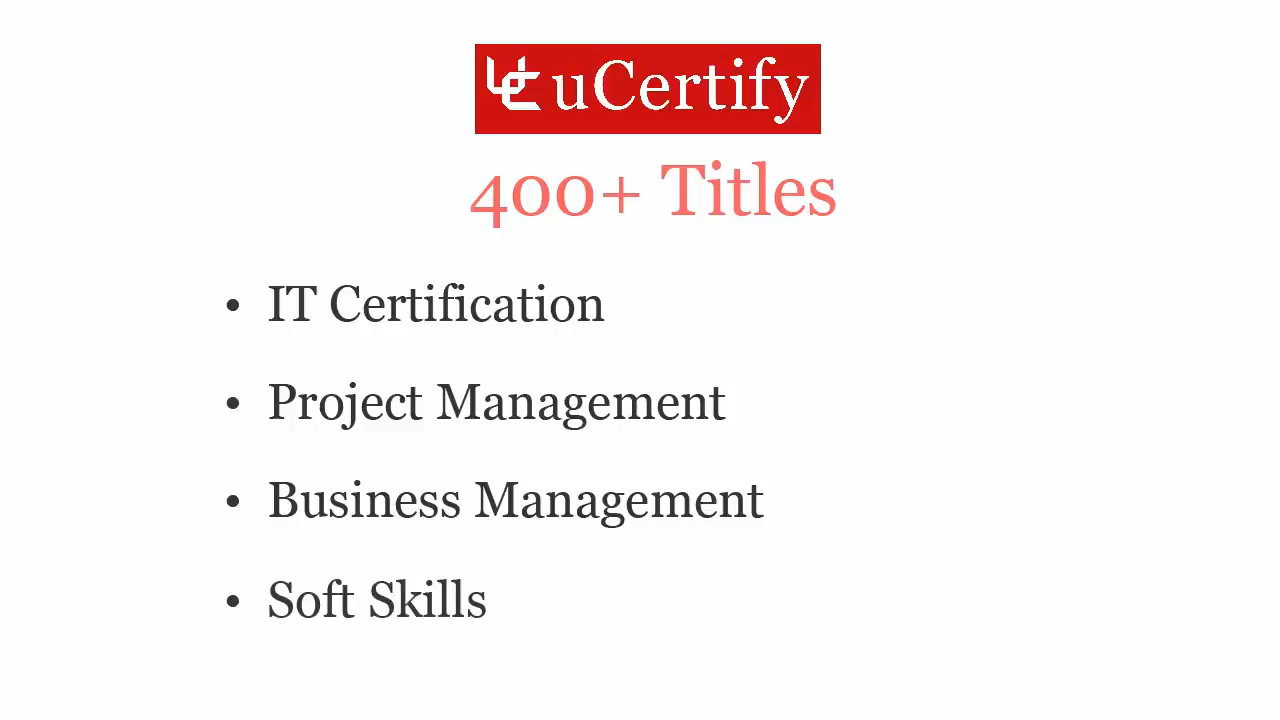 uCertify
400+ Titles
• IT Certification
• Project Management
• Business Management
• Soft Skills